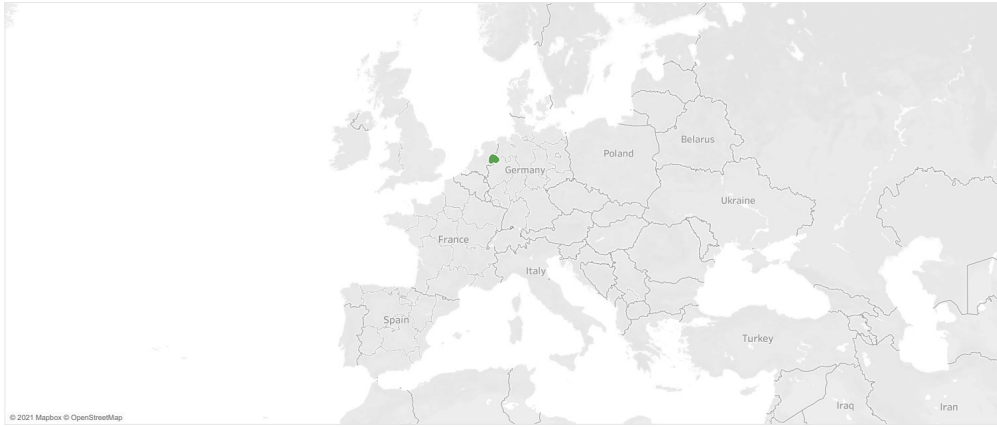 Belarus
Poland
Germany
Ukraine
France
Italy
Spain
Turkey
Iraq
Iran
© 2021 Mapbox © OpenStreetMap